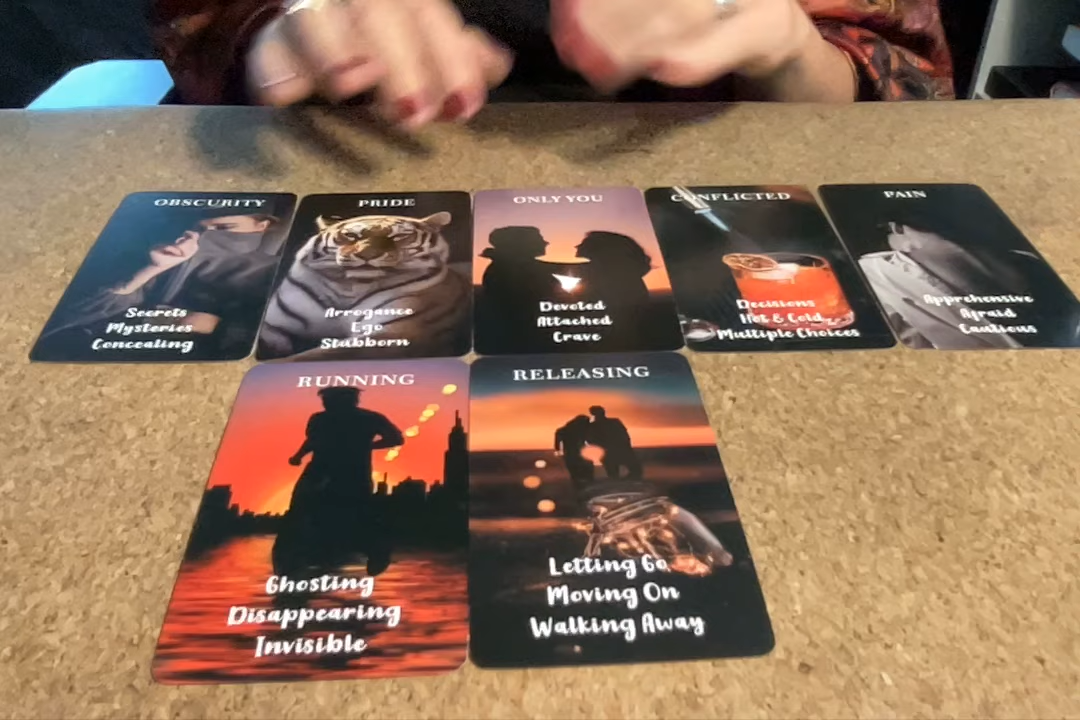 OBSCURITY
Secrets
Mysteries
Concealing
PRIDE
Arrogance
Ego
Stubborn
ONLY YOU
Devoted
Attached
Crave
CONFLICTED
Decisions
Hot & Cold
Multiple Choices
PAIN
Apprehensive
Afraid
Cautious
RUNNING
Ghosting
Disappearing
Invisible
RELEASING
Letting Go
Moving On
Walking Away